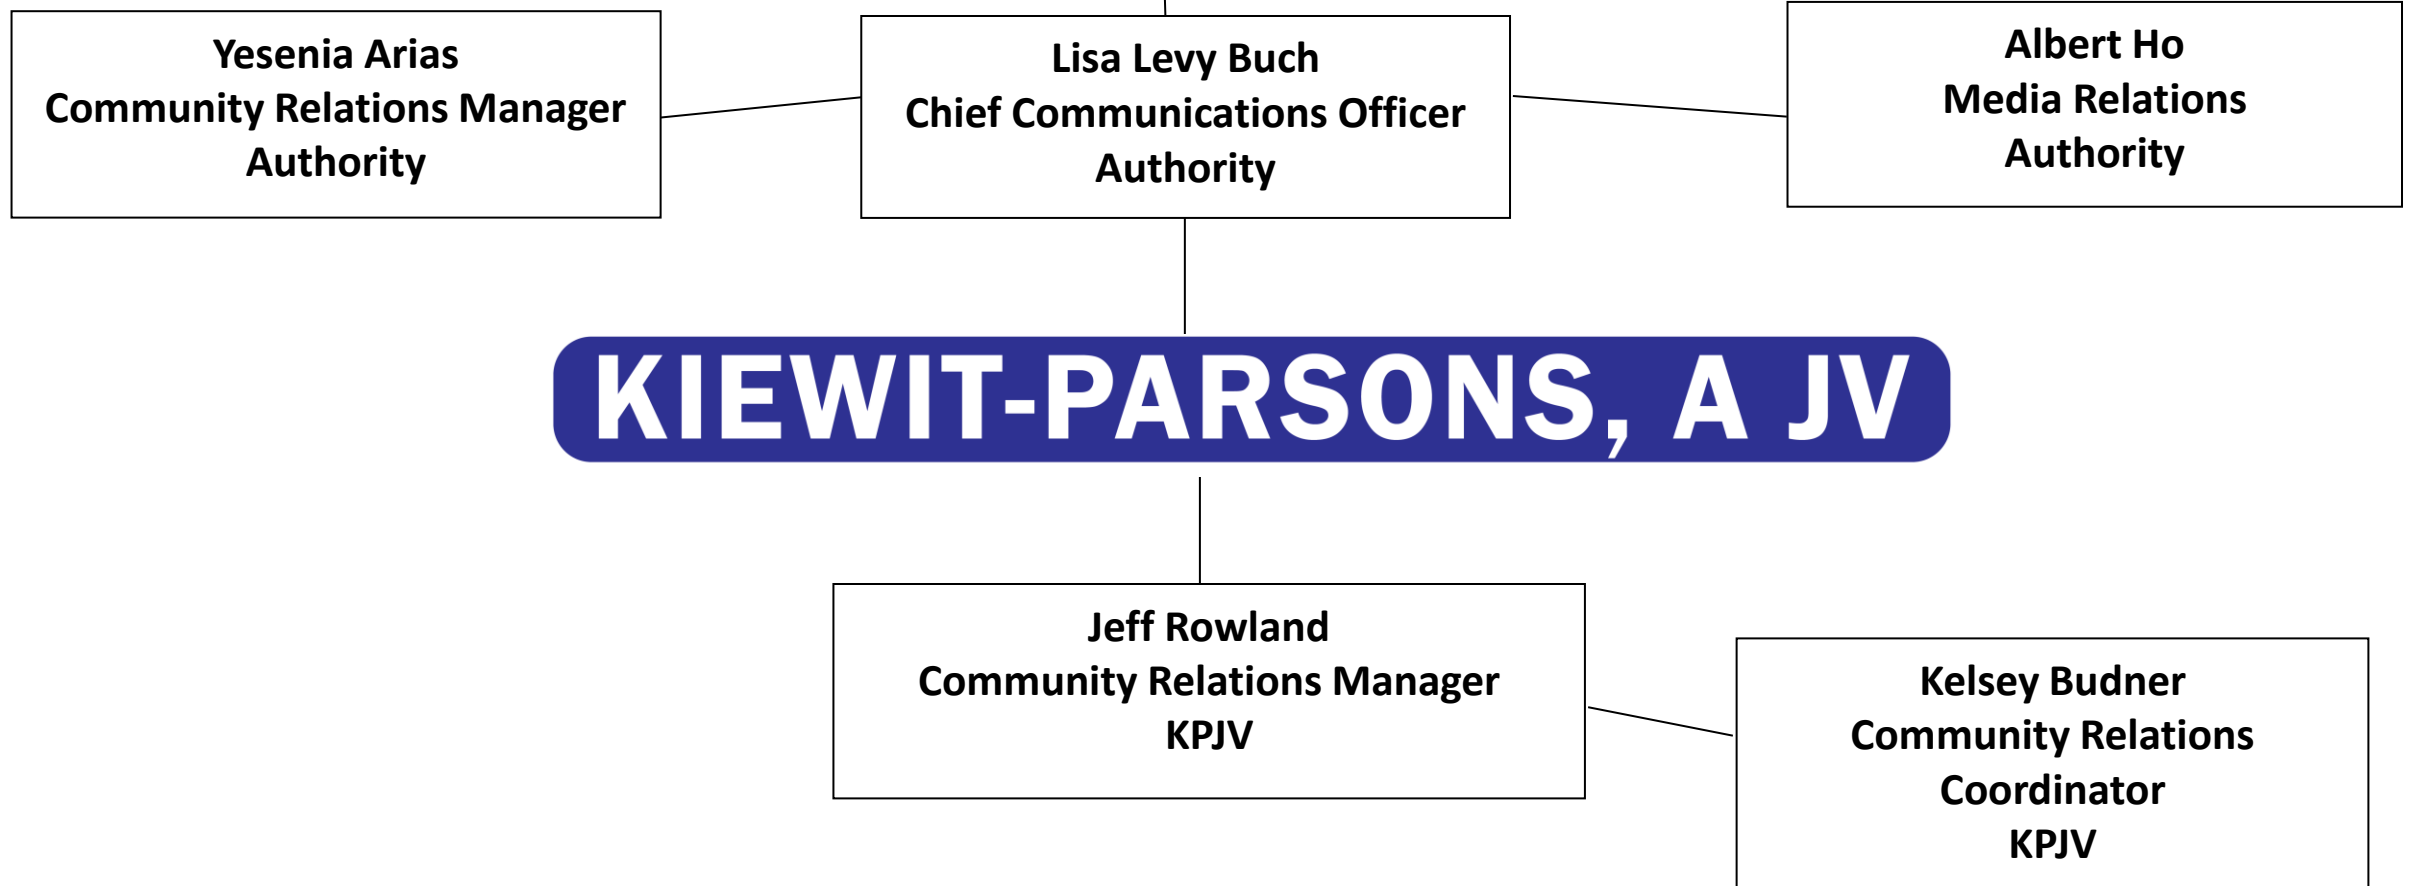 Yesenia Arias
Community Relations Manager
Authority
Lisa Levy Buch
Chief Communications Officer
Authority
Albert Ho
Media Relations
Authority
KIEWIT-PARSONS, A JV
Jeff Rowland
Community Relations Manager
KPJV
Kelsey Budner
Community Relations
Coordinator
KPJV